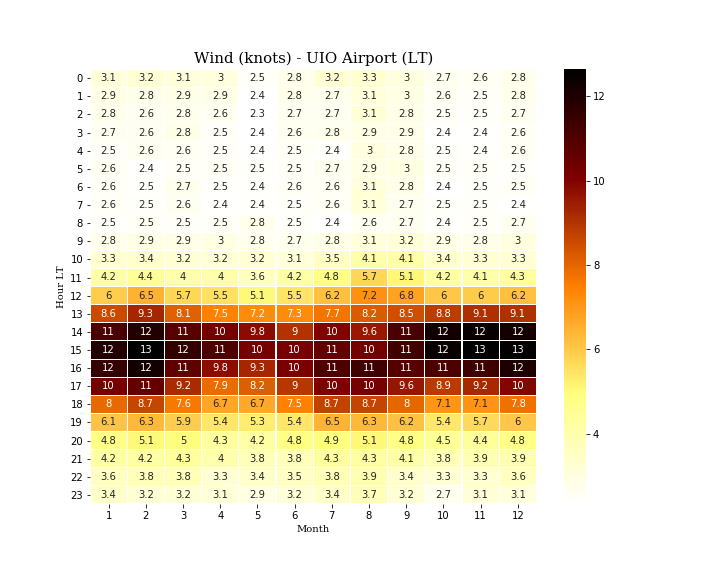 Wind (knots) - UIO Airport (LT)
0 3.1 3.2 3.1 3 2.5 2.8 3.2 3.3 3 2.7 2.6 2.8
1 2.9 2.8 2.9 2.9 2.4 2.8 2.7 3.1 3 2.6 2.5 2.8
2 2.8 2.6 2.8 2.6 2.3 2.7 2.7 3.1 2.8 2.5 2.5 2.7
3 2.7 2.6 2.8 2.5 2.4 2.6 2.8 2.9 2.9 2.4 2.4 2.6
4 2.5 2.6 2.6 2.5 2.4 2.5 2.4 3 2.8 2.5 2.4 2.6
5 2.6 2.4 2.5 2.5 2.5 2.5 2.7 2.9 3 2.5 2.5 2.5
6 2.6 2.5 2.7 2.5 2.4 2.6 2.6 3.1 2.8 2.4 2.5 2.5
7 2.6 2.5 2.6 2.4 2.4 2.5 2.6 3.1 2.7 2.5 2.5 2.4
8 2.5 2.5 2.5 2.5 2.8 2.5 2.4 2.6 2.7 2.4 2.5 2.7
9 2.8 2.9 2.9 3 2.8 2.7 2.8 3.1 3.2 2.9 2.8 3
10 3.3 3.4 3.2 3.2 3.2 3.1 3.5 4.1 4.1 3.4 3.3 3.3
11 4.2 4.4 4 4 3.6 4.2 4.8 5.7 5.1 4.2 4.1 4.3
12 6 6.5 5.7 5.5 5.1 5.5 6.2 7.2 6.8 6 6 6.2
13 8.6 9.3 8.1 7.5 7.2 7.3 7.7 8.2 8.5 8.8 9.1 9.1
14 11 12 11 10 9.8 9 10 9.6 11 12 12 12
15 12 13 12 11 10 10 11 10 11 12 13 13
16 12 12 11 9.8 9.3 10 11 11 11 11 11 12
17 10 11 9.2 7.9 8.2 9 10 10 9.6 8.9 9.2 10
18 8 8.7 7.6 6.7 6.7 7.5 8.7 8.7 8 7.1 7.1 7.8
19 6.1 6.3 5.9 5.4 5.3 5.4 6.5 6.3 6.2 5.4 5.7 6
20 4.8 5.1 5 4.3 4.2 4.8 4.9 5.1 4.8 4.5 4.4 4.8
21 4.2 4.2 4.3 4 3.8 3.8 4.3 4.3 4.1 3.8 3.9 3.9
22 3.6 3.8 3.8 3.3 3.4 3.5 3.8 3.9 3.4 3.3 3.3 3.6
23 3.4 3.2 3.2 3.1 2.9 3.2 3.4 3.7 3.2 2.7 3.1 3.1
1 2 3 4 5 6 7 8 9 10 11 12
Month
Hour LT
12
10
8
6
4